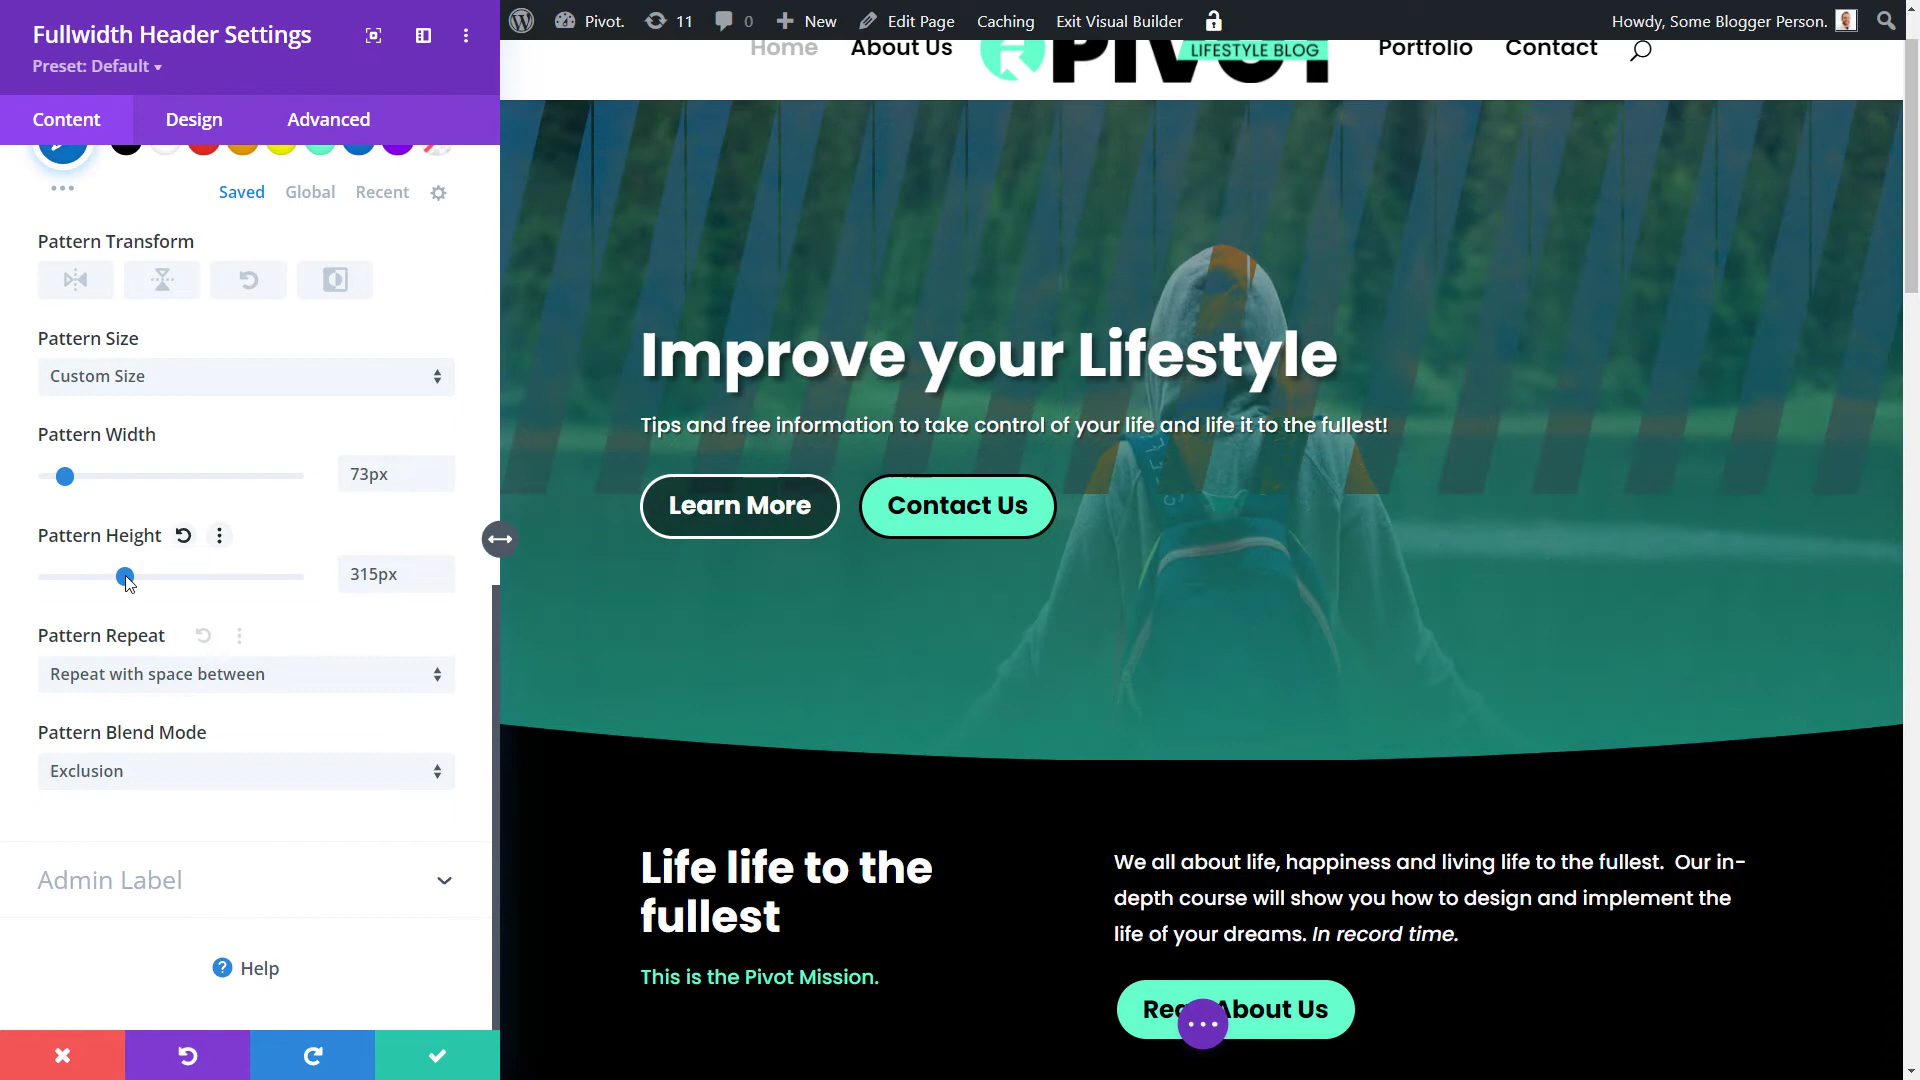 Fullwidth Header Settings
Preset: Default
Content Design Advanced
Saved Global Recent
Pattern Transform
Pattern Size
Custom Size
Pattern Width
73px
Pattern Height
315px
Pattern Repeat
Repeat with space between
Pattern Blend Mode
Exclusion
Admin Label
Help
Pivot. 11 0 New Edit Page Caching Exit Visual Builder Howdy, Some Blogger Person.
Home About Us PIVOT LIFESTYLE BLOG Portfolio Contact
Improve your Lifestyle
Tips and free information to take control of your life and life it to the fullest!
Learn More Contact Us
Life life to the
fullest
This is the Pivot Mission.
We all about life, happiness and living life to the fullest. Our in-
depth course will show you how to design and implement the
life of your dreams. In record time.
About Us